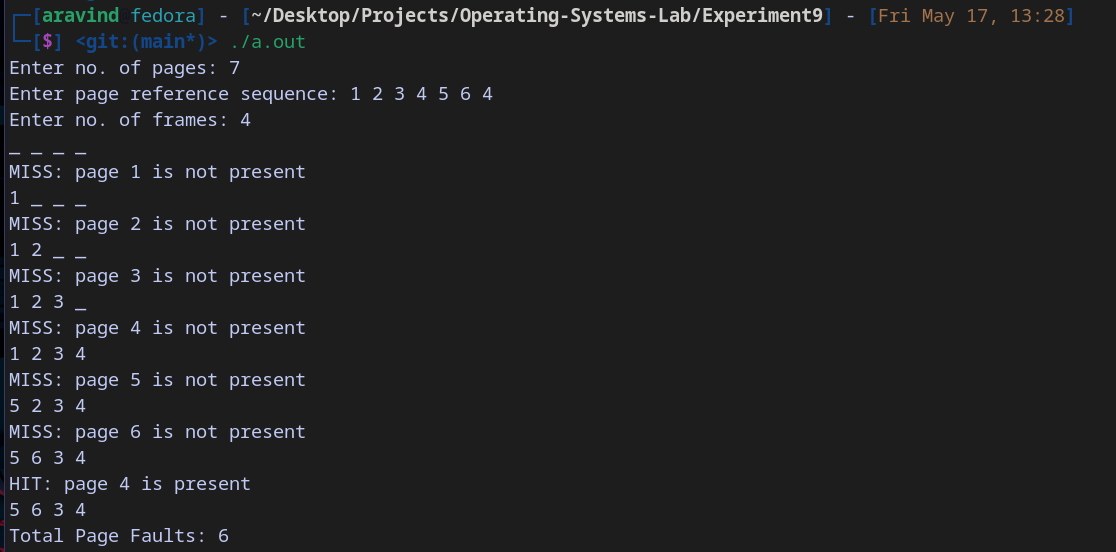 [aravind fedora] - [~/Desktop/Projects/Operating-Systems-Lab/Experiment9] - [Fri May 17, 13:28]
[$] <git:(main*)> ./a.out
Enter no. of pages: 7
Enter page reference sequence: 1 2 3 4 5 6 4
Enter no. of frames: 4
_ _ _ _
MISS: page 1 is not present
1 _ _ _
MISS: page 2 is not present
1 2 _ _
MISS: page 3 is not present
1 2 3 _
MISS: page 4 is not present
1 2 3 4
MISS: page 5 is not present
5 2 3 4
MISS: page 6 is not present
5 6 3 4
HIT: page 4 is present
5 6 3 4
Total Page Faults: 6